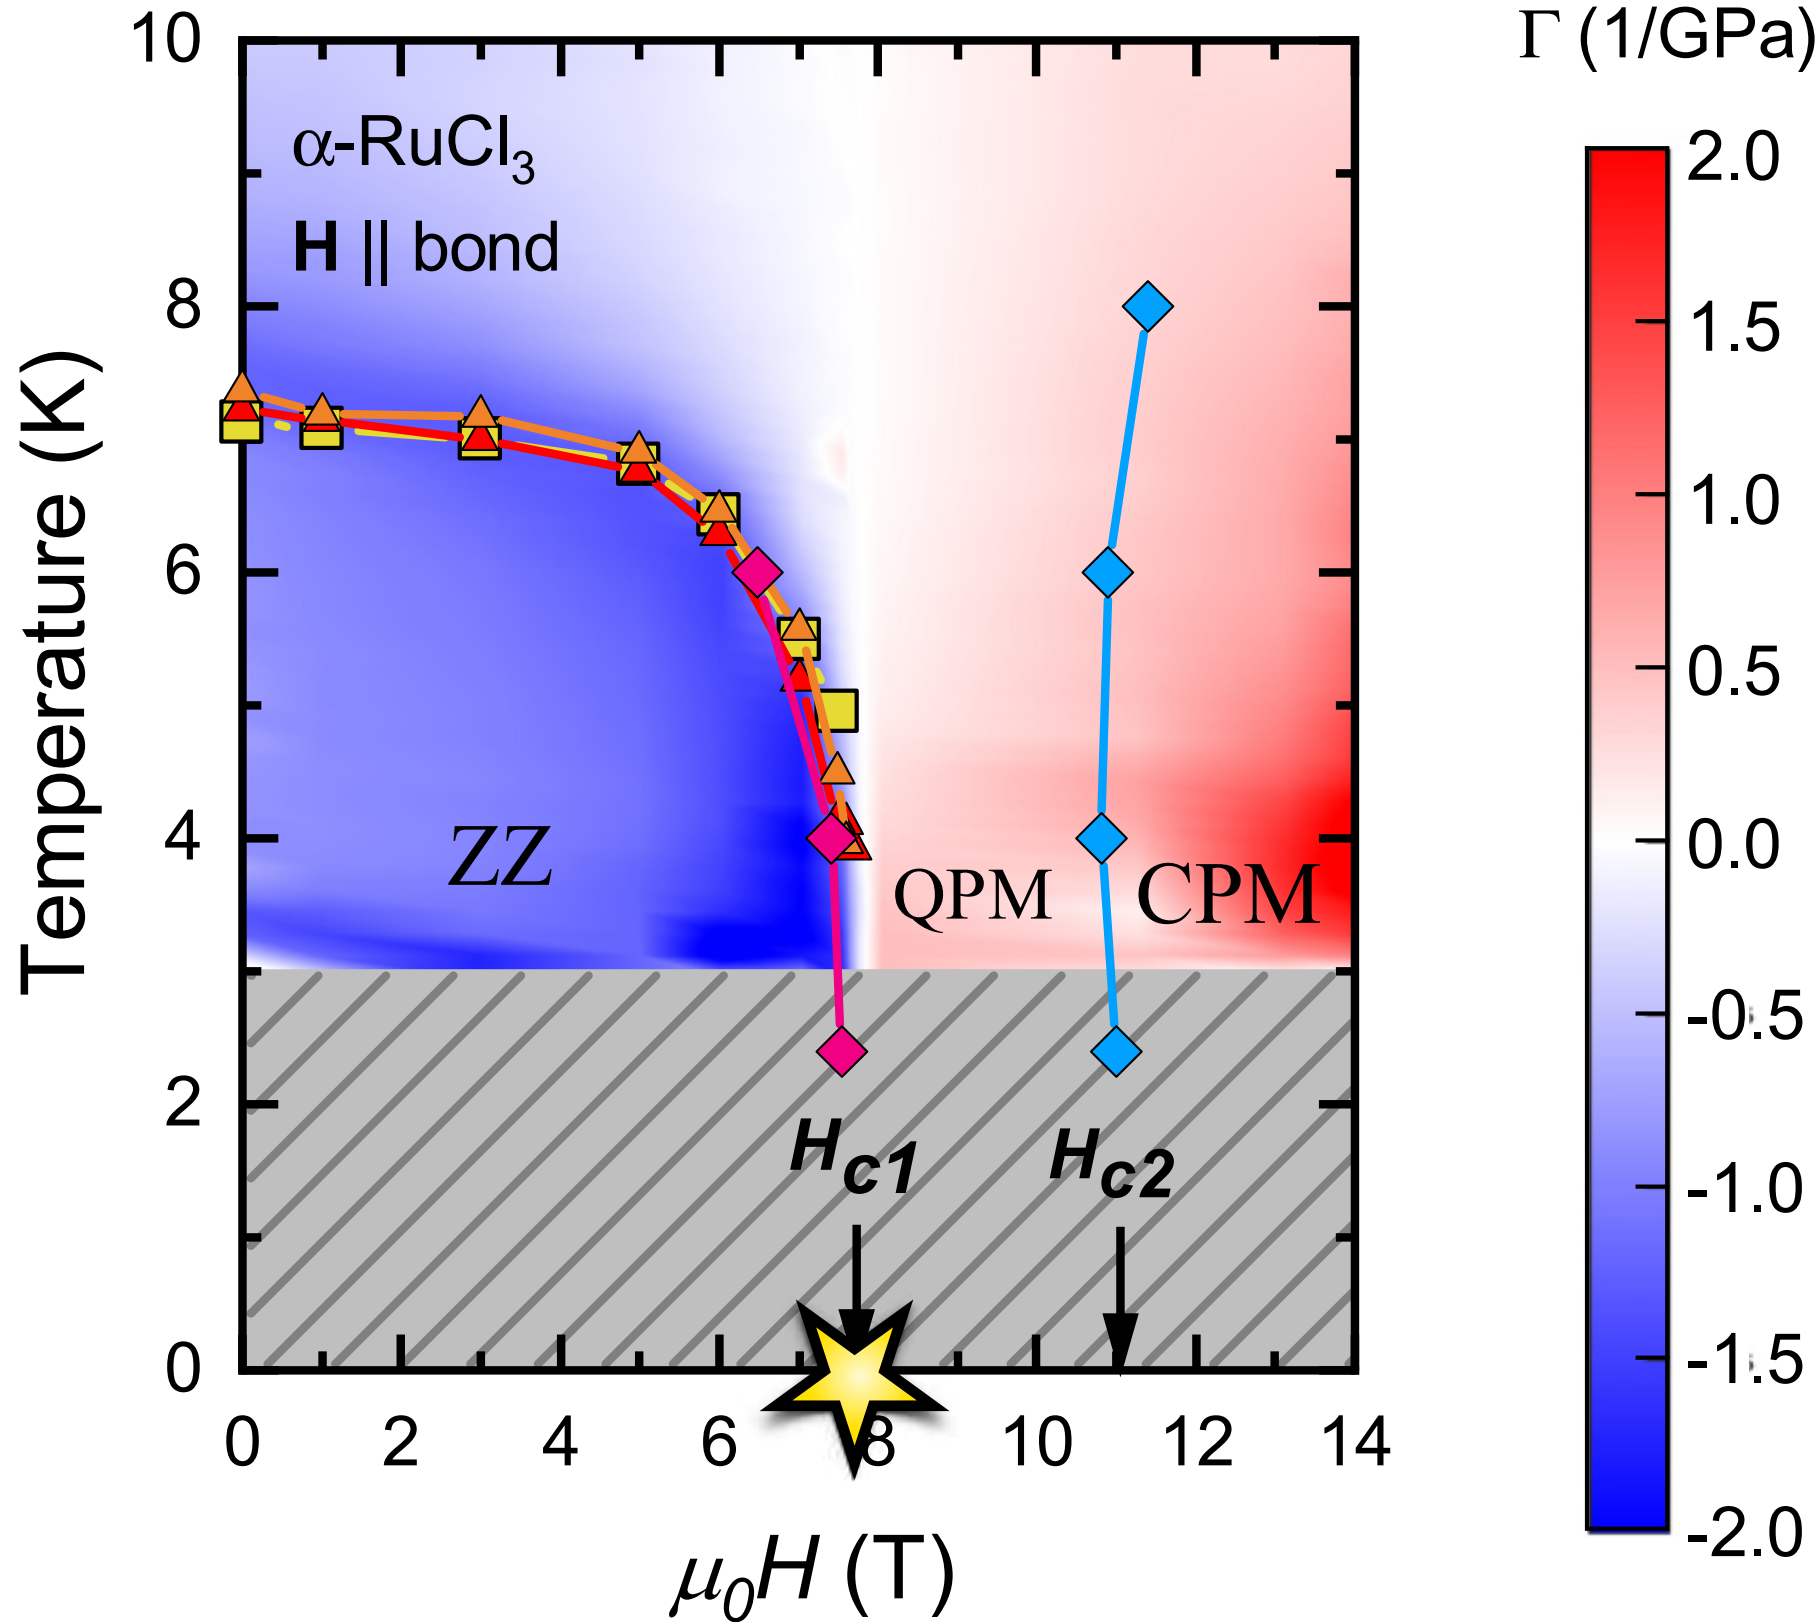 Γ (1/GPa)
α-RuCl₃
H || bond
Temperature (K)
10
8
6
4
2
0
ZZ
QPM
CPM
Hc1
Hc2
0 2 4 6 8 10 12 14
μ₀H (T)
2.0
1.5
1.0
0.5
0.0
-0.5
-1.0
-1.5
-2.0